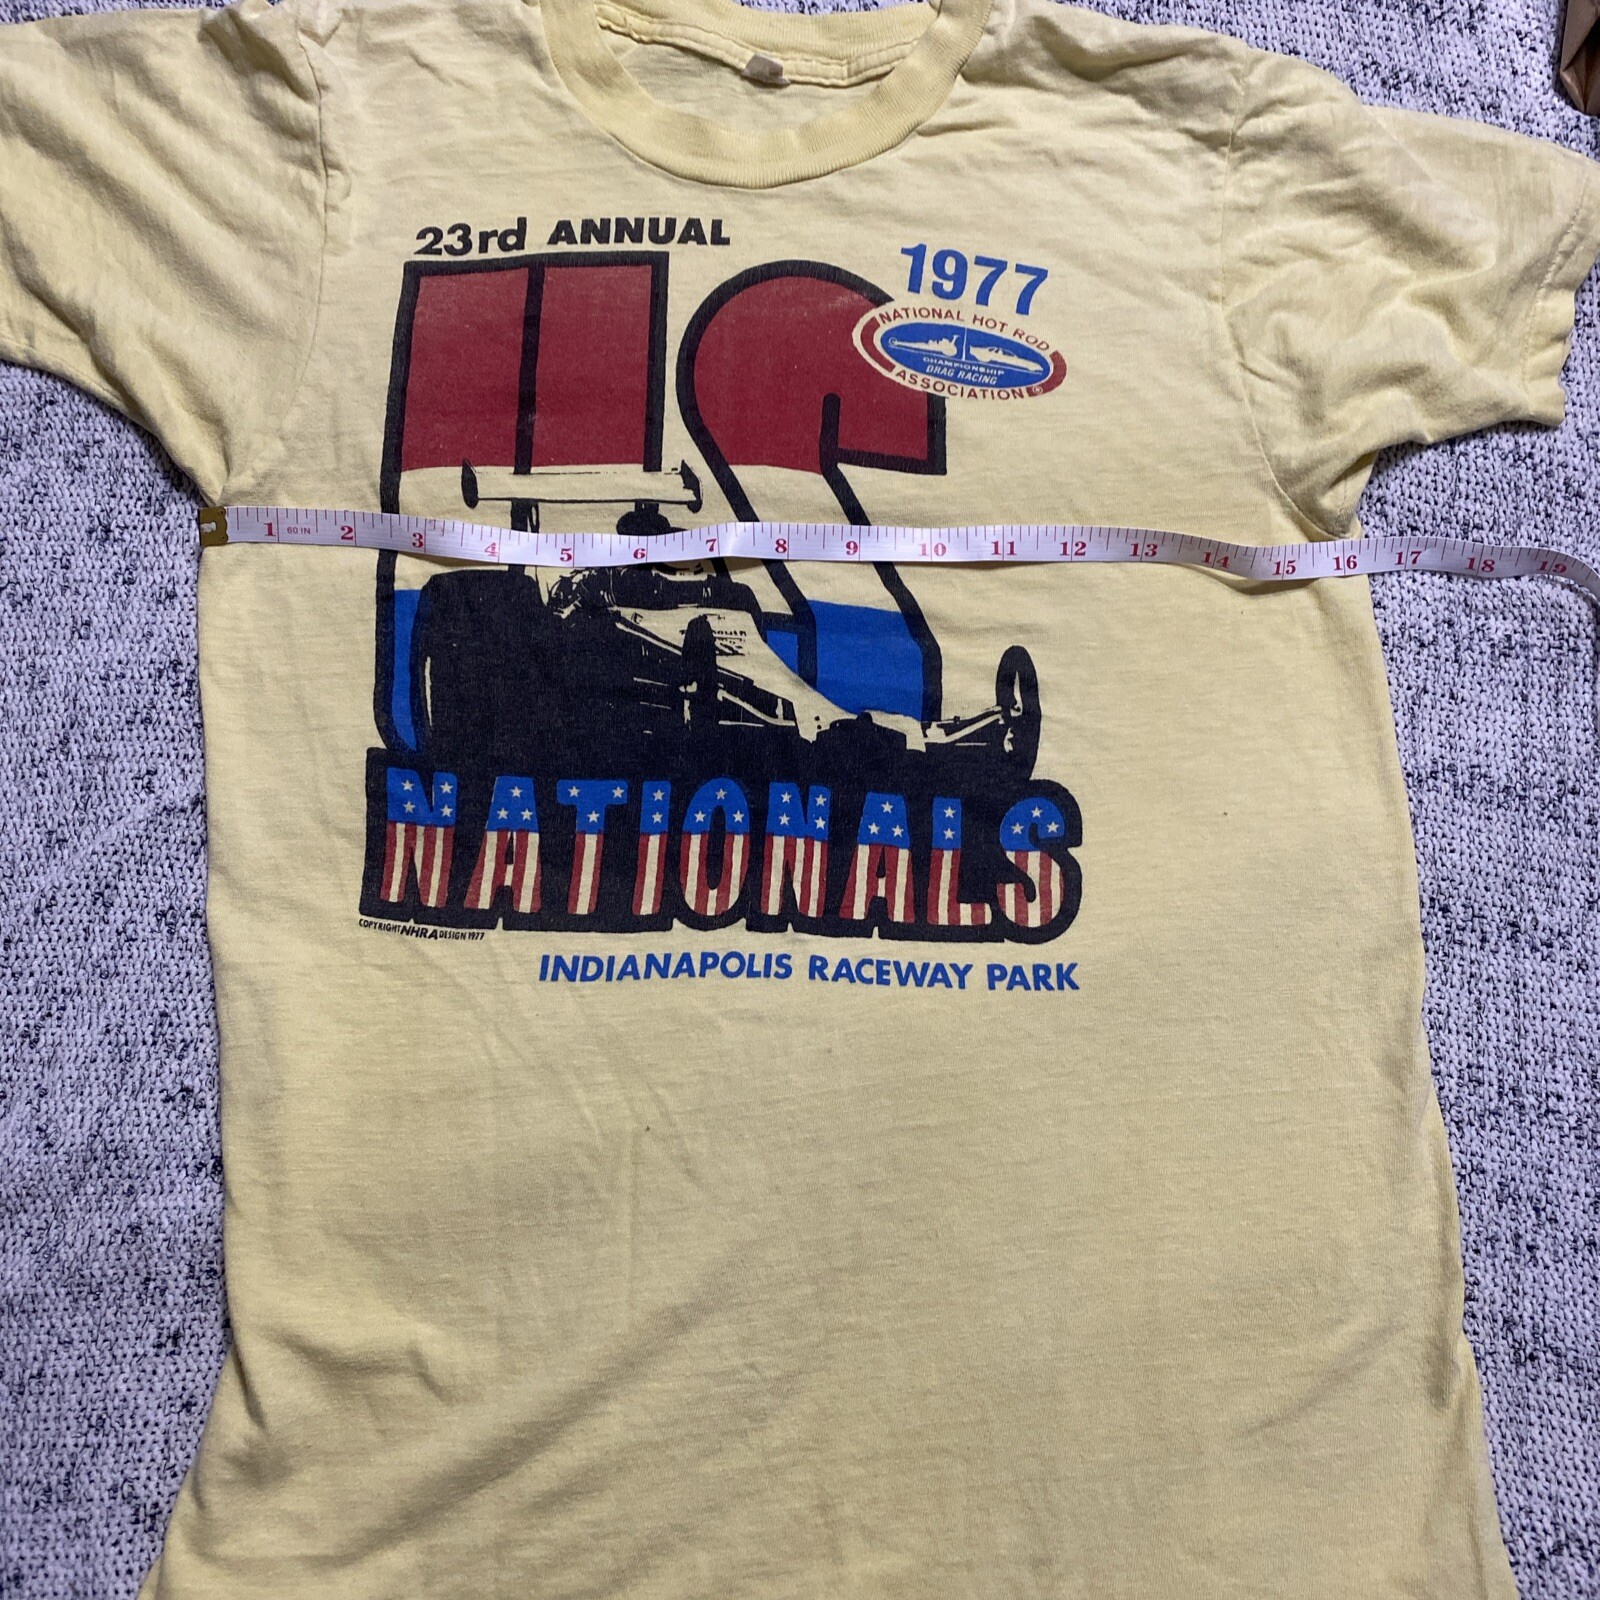 23rd ANNUAL
US
1977
NATIONAL HOT ROD
CHAMPIONSHIP
DRAG RACING
ASSOCIATION
1 60 IN 2 3 4 5 6 7 8 9 10 11 12 13 14 15 16 17 18 19
NATIONALS
COPYRIGHT NHRA DESIGN 1977
INDIANAPOLIS RACEWAY PARK